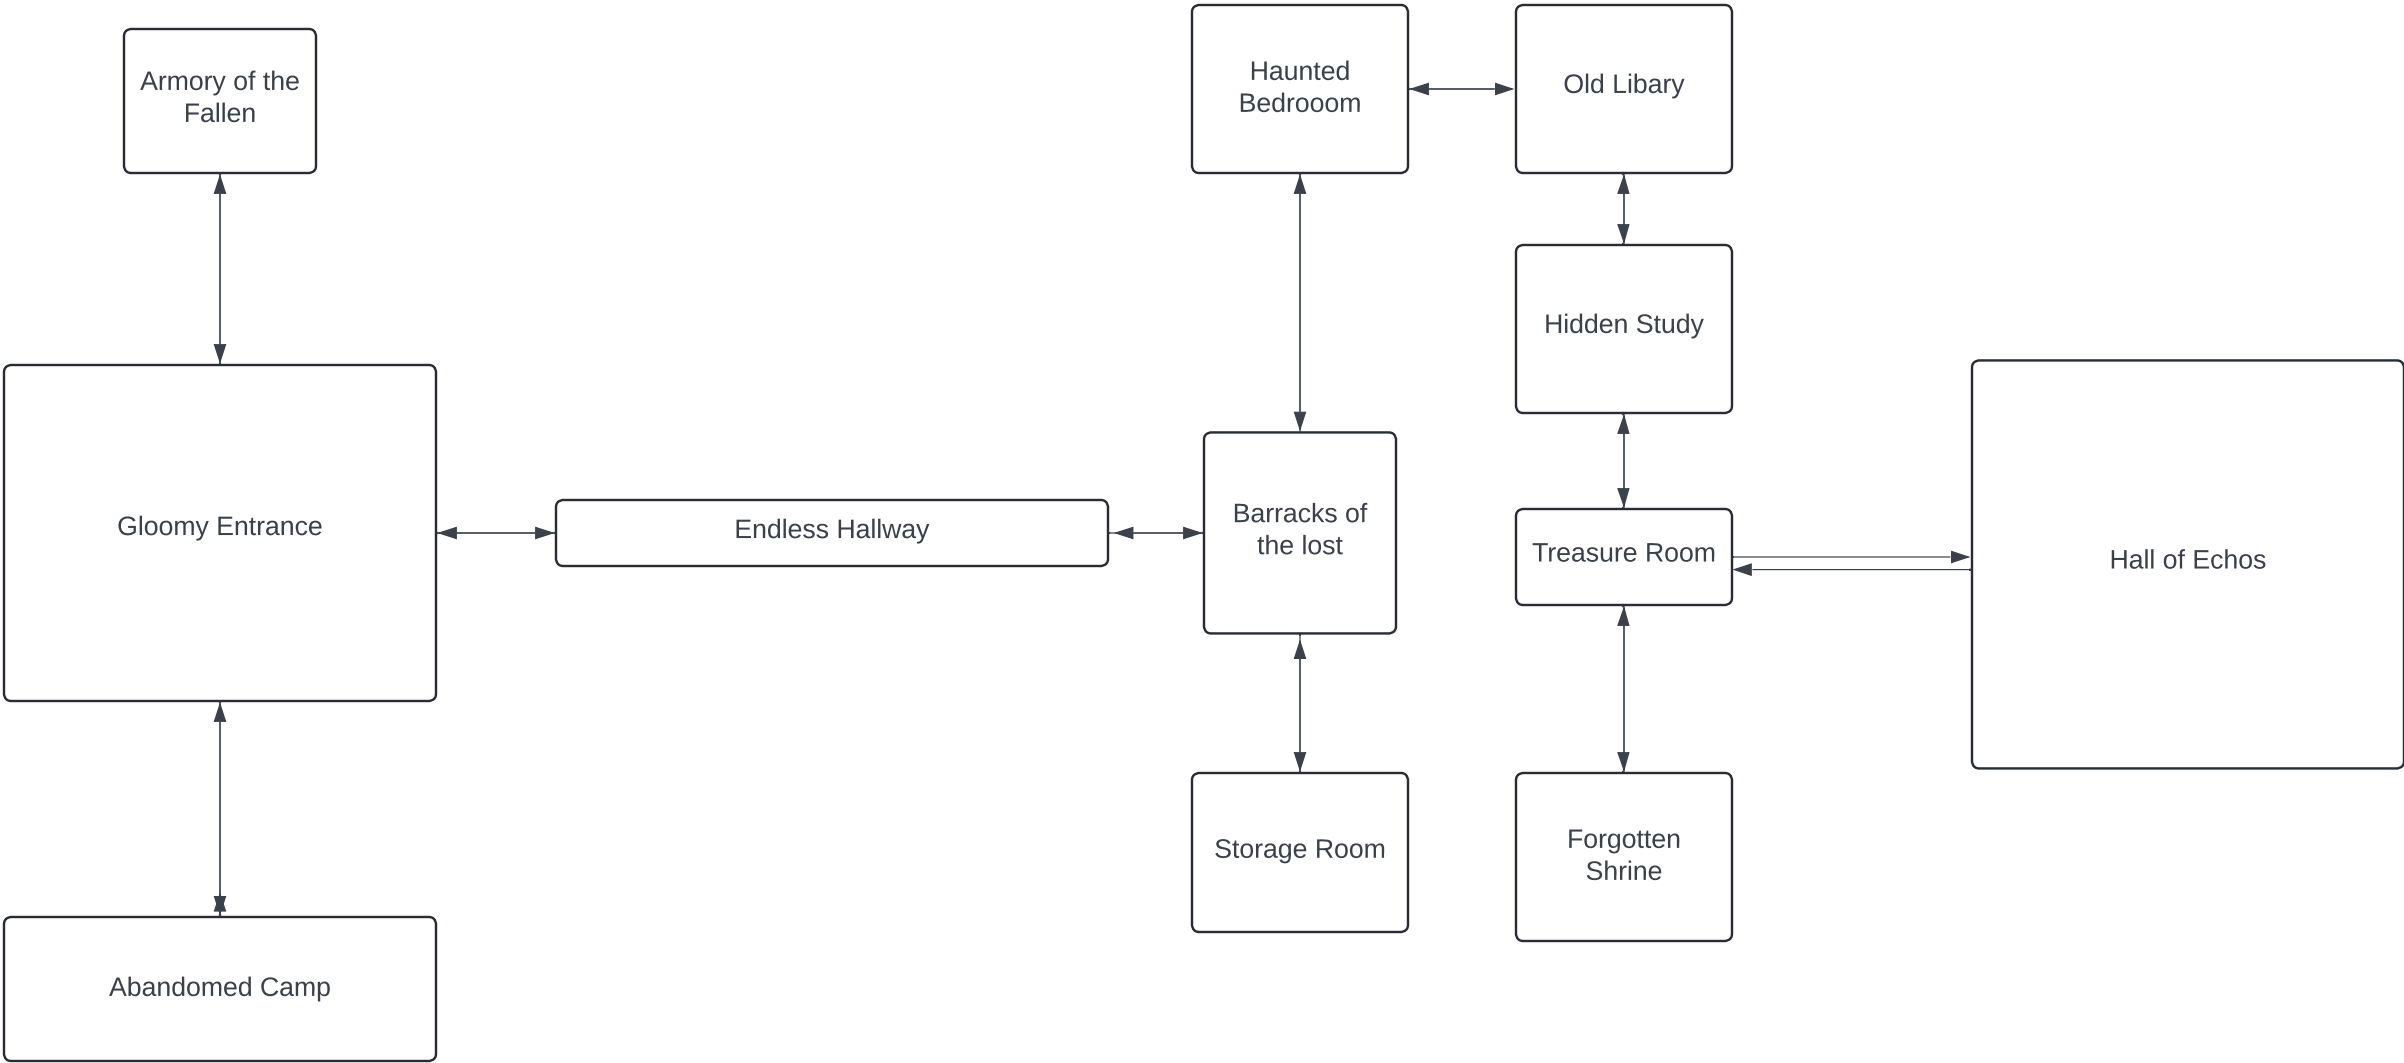 Armory of the
Fallen
Haunted
Bedrooom
Old Libary
Hidden Study
Gloomy Entrance
Endless Hallway
Barracks of
the lost
Treasure Room
Hall of Echos
Storage Room
Forgotten
Shrine
Abandomed Camp